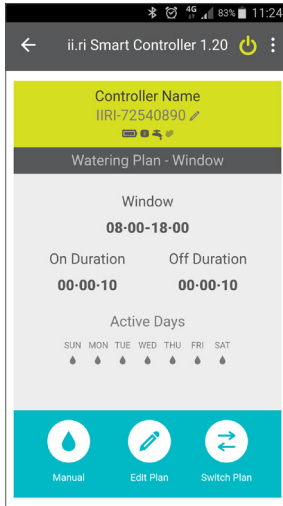 4G 83% 11:24
ii.ri Smart Controller 1.20
Controller Name
IIRI-72540890
Watering Plan - Window
Window
08:00-18:00
On Duration Off Duration
00:00:10 00:00:10
Active Days
SUN MON TUE WED THU FRI SAT
Manual Edit Plan Switch Plan